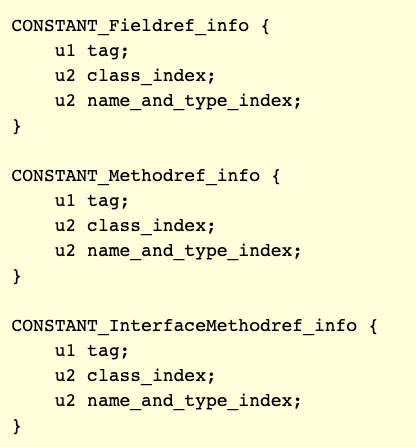 CONSTANT_Fieldref_info {
    u1 tag;
    u2 class_index;
    u2 name_and_type_index;
}

CONSTANT_Methodref_info {
    u1 tag;
    u2 class_index;
    u2 name_and_type_index;
}

CONSTANT_InterfaceMethodref_info {
    u1 tag;
    u2 class_index;
    u2 name_and_type_index;
}